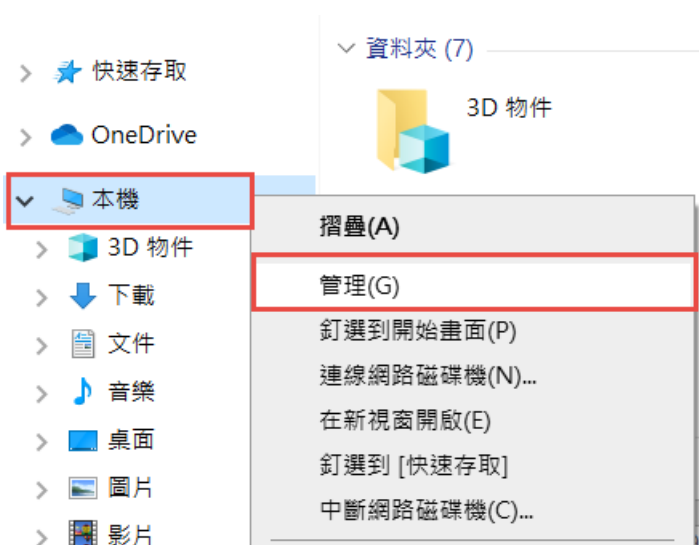 快速存取
OneDrive
本機
3D 物件
下載
文件
音樂
桌面
圖片
影片
資料夾 (7)
3D 物件
摺疊(A)
管理(G)
釘選到開始畫面(P)
連線網路磁碟機(N)...
在新視窗開啟(E)
釘選到 [快速存取]
中斷網路磁碟機(C)...